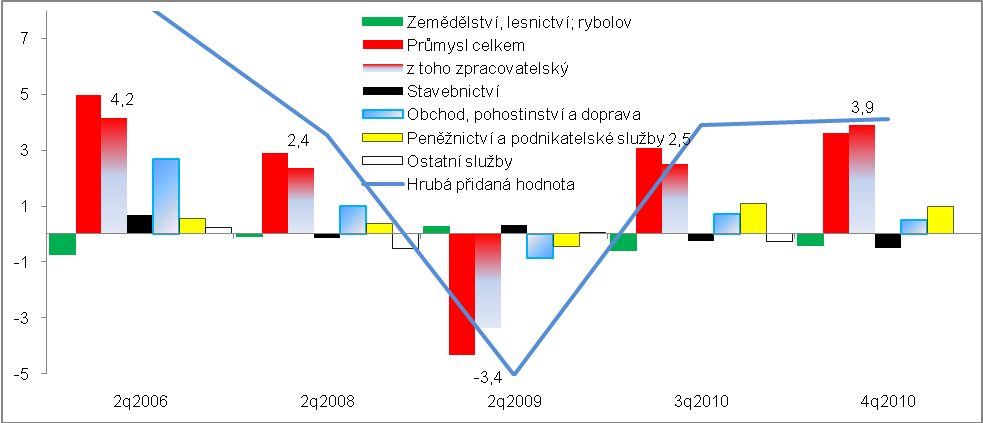 Zemědělství, lesnictví; rybolov
Průmysl celkem
z toho zpracovatelský
Stavebnictví
Obchod, pohostinství a doprava
Peněžnictví a podnikatelské služby
Ostatní služby
Hrubá přidaná hodnota
7
5
3
1
-1
-3
-5
4,2
2,4
-3,4
2,5
3,9
2q2006
2q2008
2q2009
3q2010
4q2010